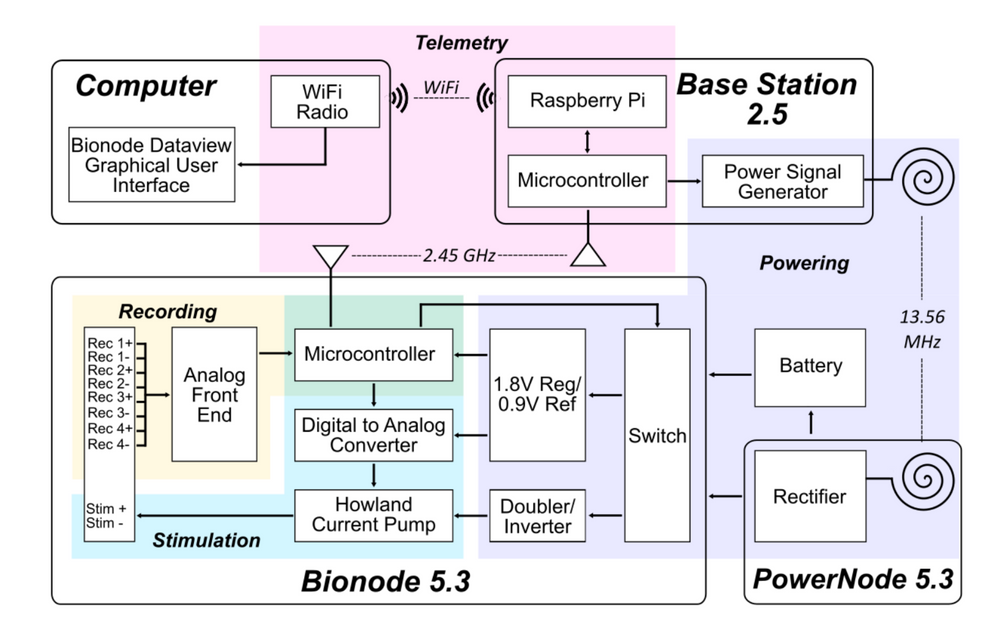 Telemetry
Computer
WiFi
Radio
WiFi
Raspberry Pi
Base Station
2.5
Bionode Dataview
Graphical User
Interface
Microcontroller
Power Signal
Generator
2.45 GHz
Powering
13.56
MHz
Recording
Rec 1+
Rec 1-
Rec 2+
Rec 2-
Rec 3+
Rec 3-
Rec 4+
Rec 4-
Analog
Front
End
Microcontroller
1.8V Reg/
0.9V Ref
Switch
Battery
Digital to Analog
Converter
Stim +
Stim -
Howland
Current Pump
Doubler/
Inverter
Rectifier
Stimulation
Bionode 5.3
PowerNode 5.3